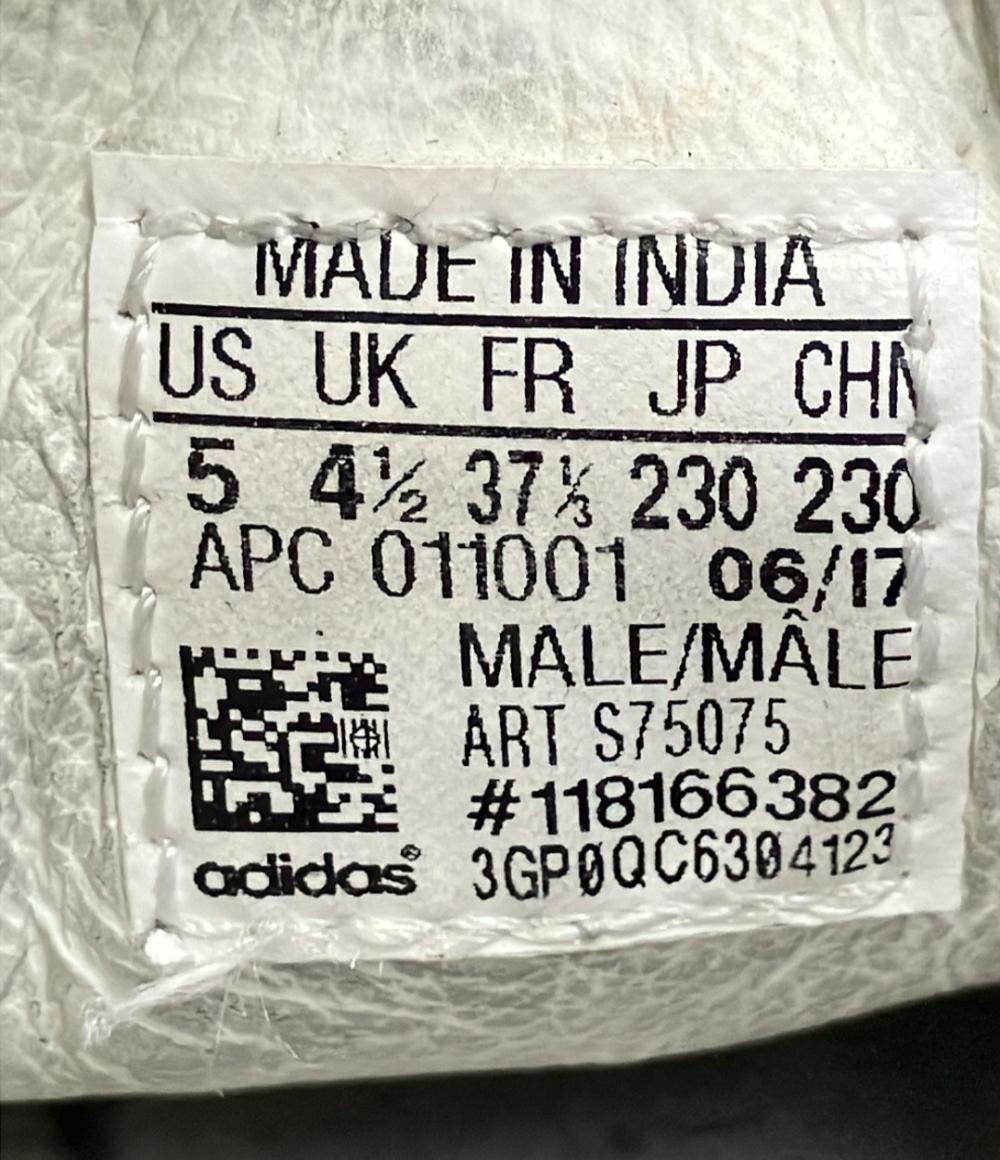 MADE IN INDIA
US UK FR JP CHN
5 4½ 37⅓ 230 230
APC 011001 06/17
MALE/MÂLE
ART S75075
#118166382
adidas® 3GP0QC6304123